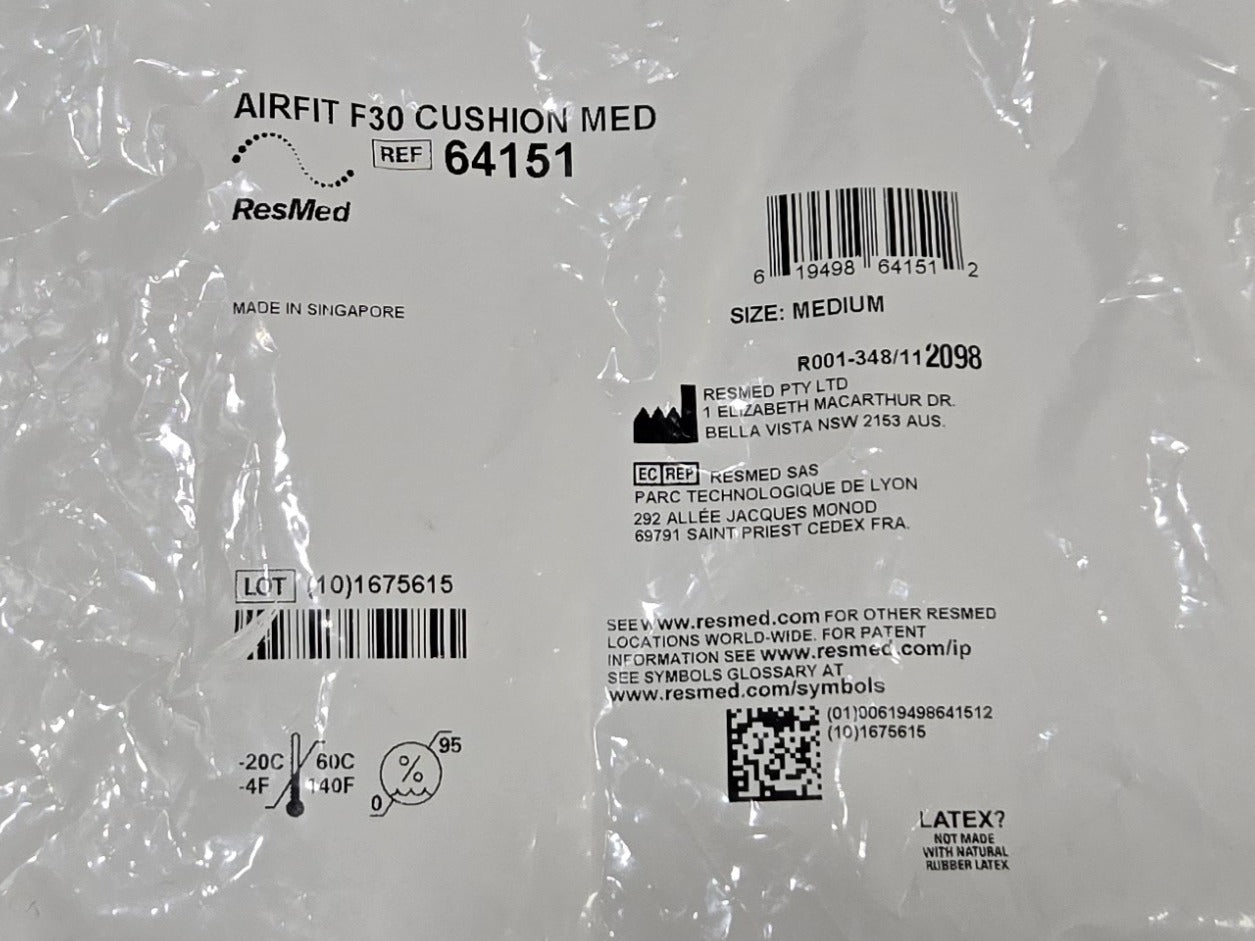 AIRFIT F30 CUSHION MED
REF 64151
ResMed
MADE IN SINGAPORE
6 19498 64151 2
SIZE: MEDIUM
R001-348/11 2098
RESMED PTY LTD
1 ELIZABETH MACARTHUR DR.
BELLA VISTA NSW 2153 AUS.
EC REP RESMED SAS
PARC TECHNOLOGIQUE DE LYON
292 ALLÉE JACQUES MONOD
69791 SAINT PRIEST CEDEX FRA.
LOT (10)1675615
SEE www.resmed.com FOR OTHER RESMED
LOCATIONS WORLD-WIDE. FOR PATENT
INFORMATION SEE www.resmed.com/ip
SEE SYMBOLS GLOSSARY AT
www.resmed.com/symbols
(01)00619498641512
(10)1675615
-20C 60C
-4F 140F
% 95
0
LATEX?
NOT MADE
WITH NATURAL
RUBBER LATEX